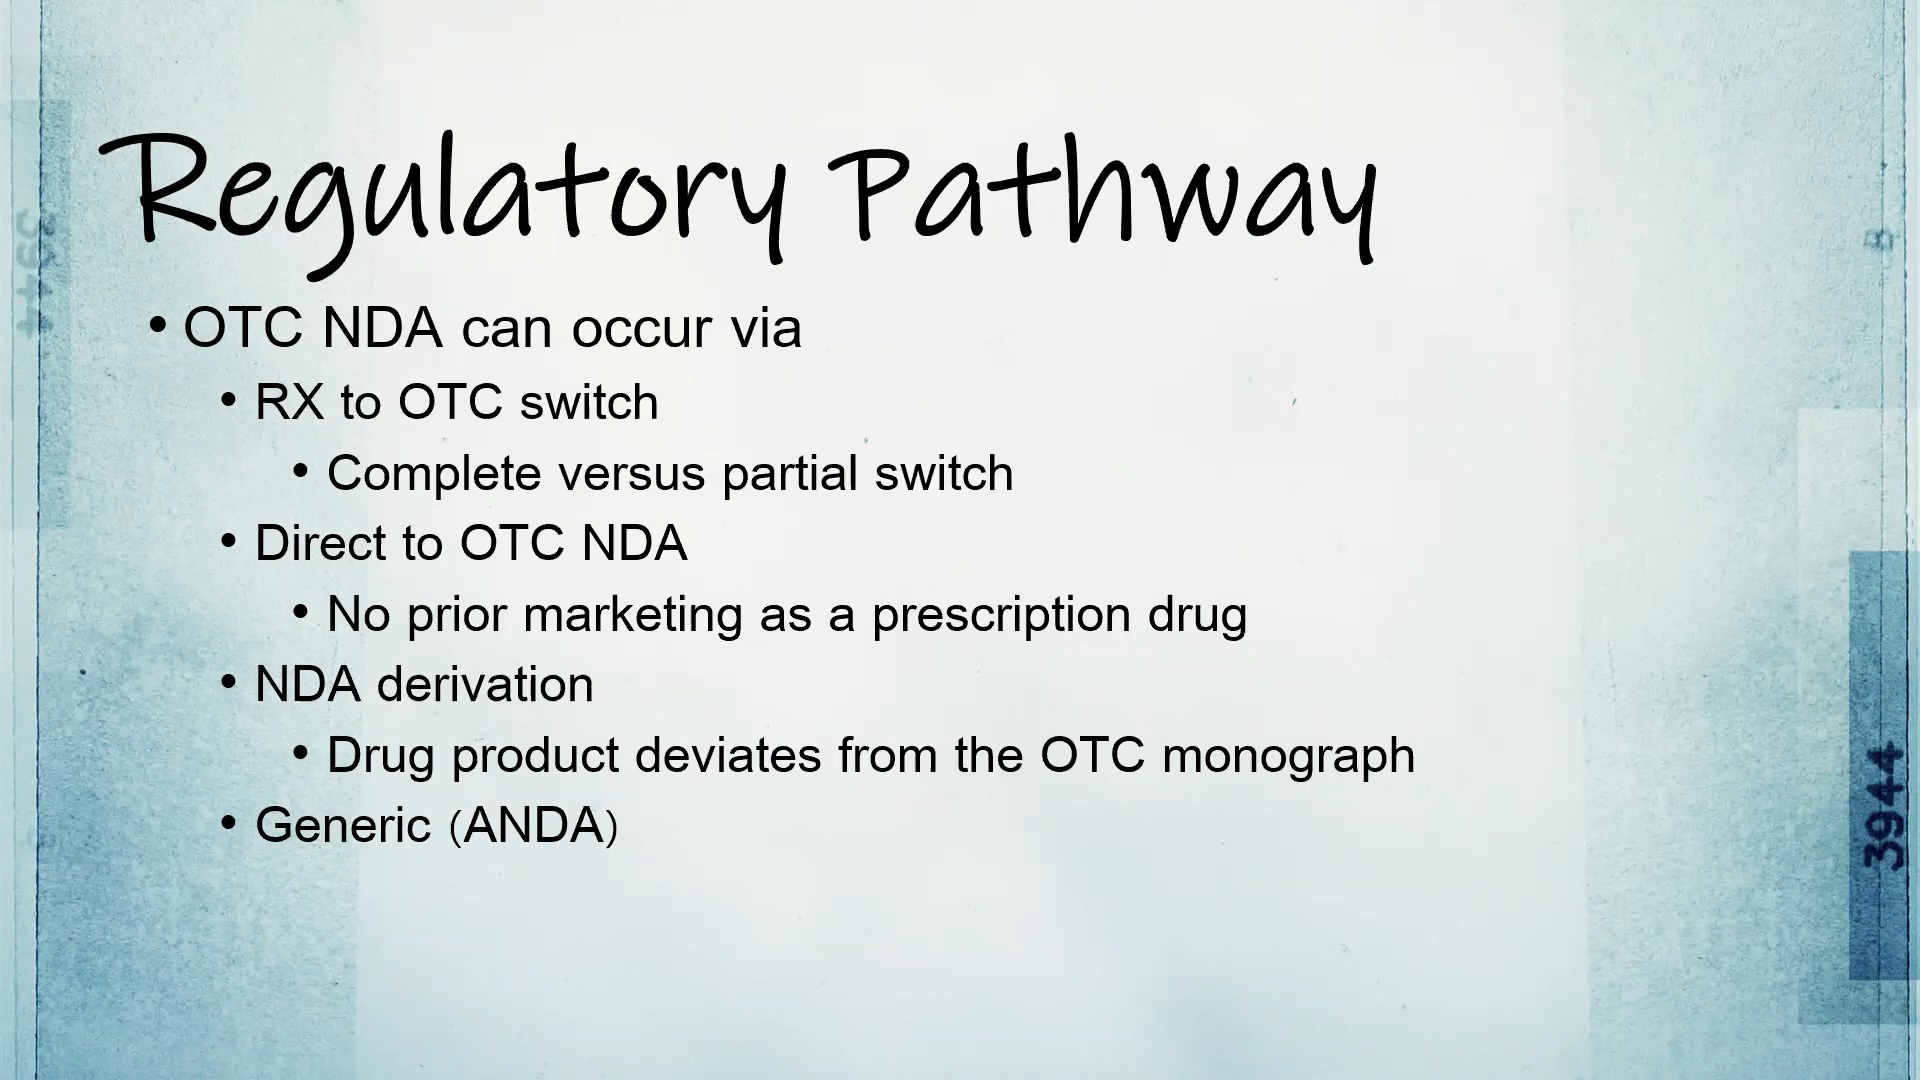 Regulatory Pathway
• OTC NDA can occur via
• RX to OTC switch
• Complete versus partial switch
• Direct to OTC NDA
• No prior marketing as a prescription drug
• NDA derivation
• Drug product deviates from the OTC monograph
• Generic (ANDA)
3944